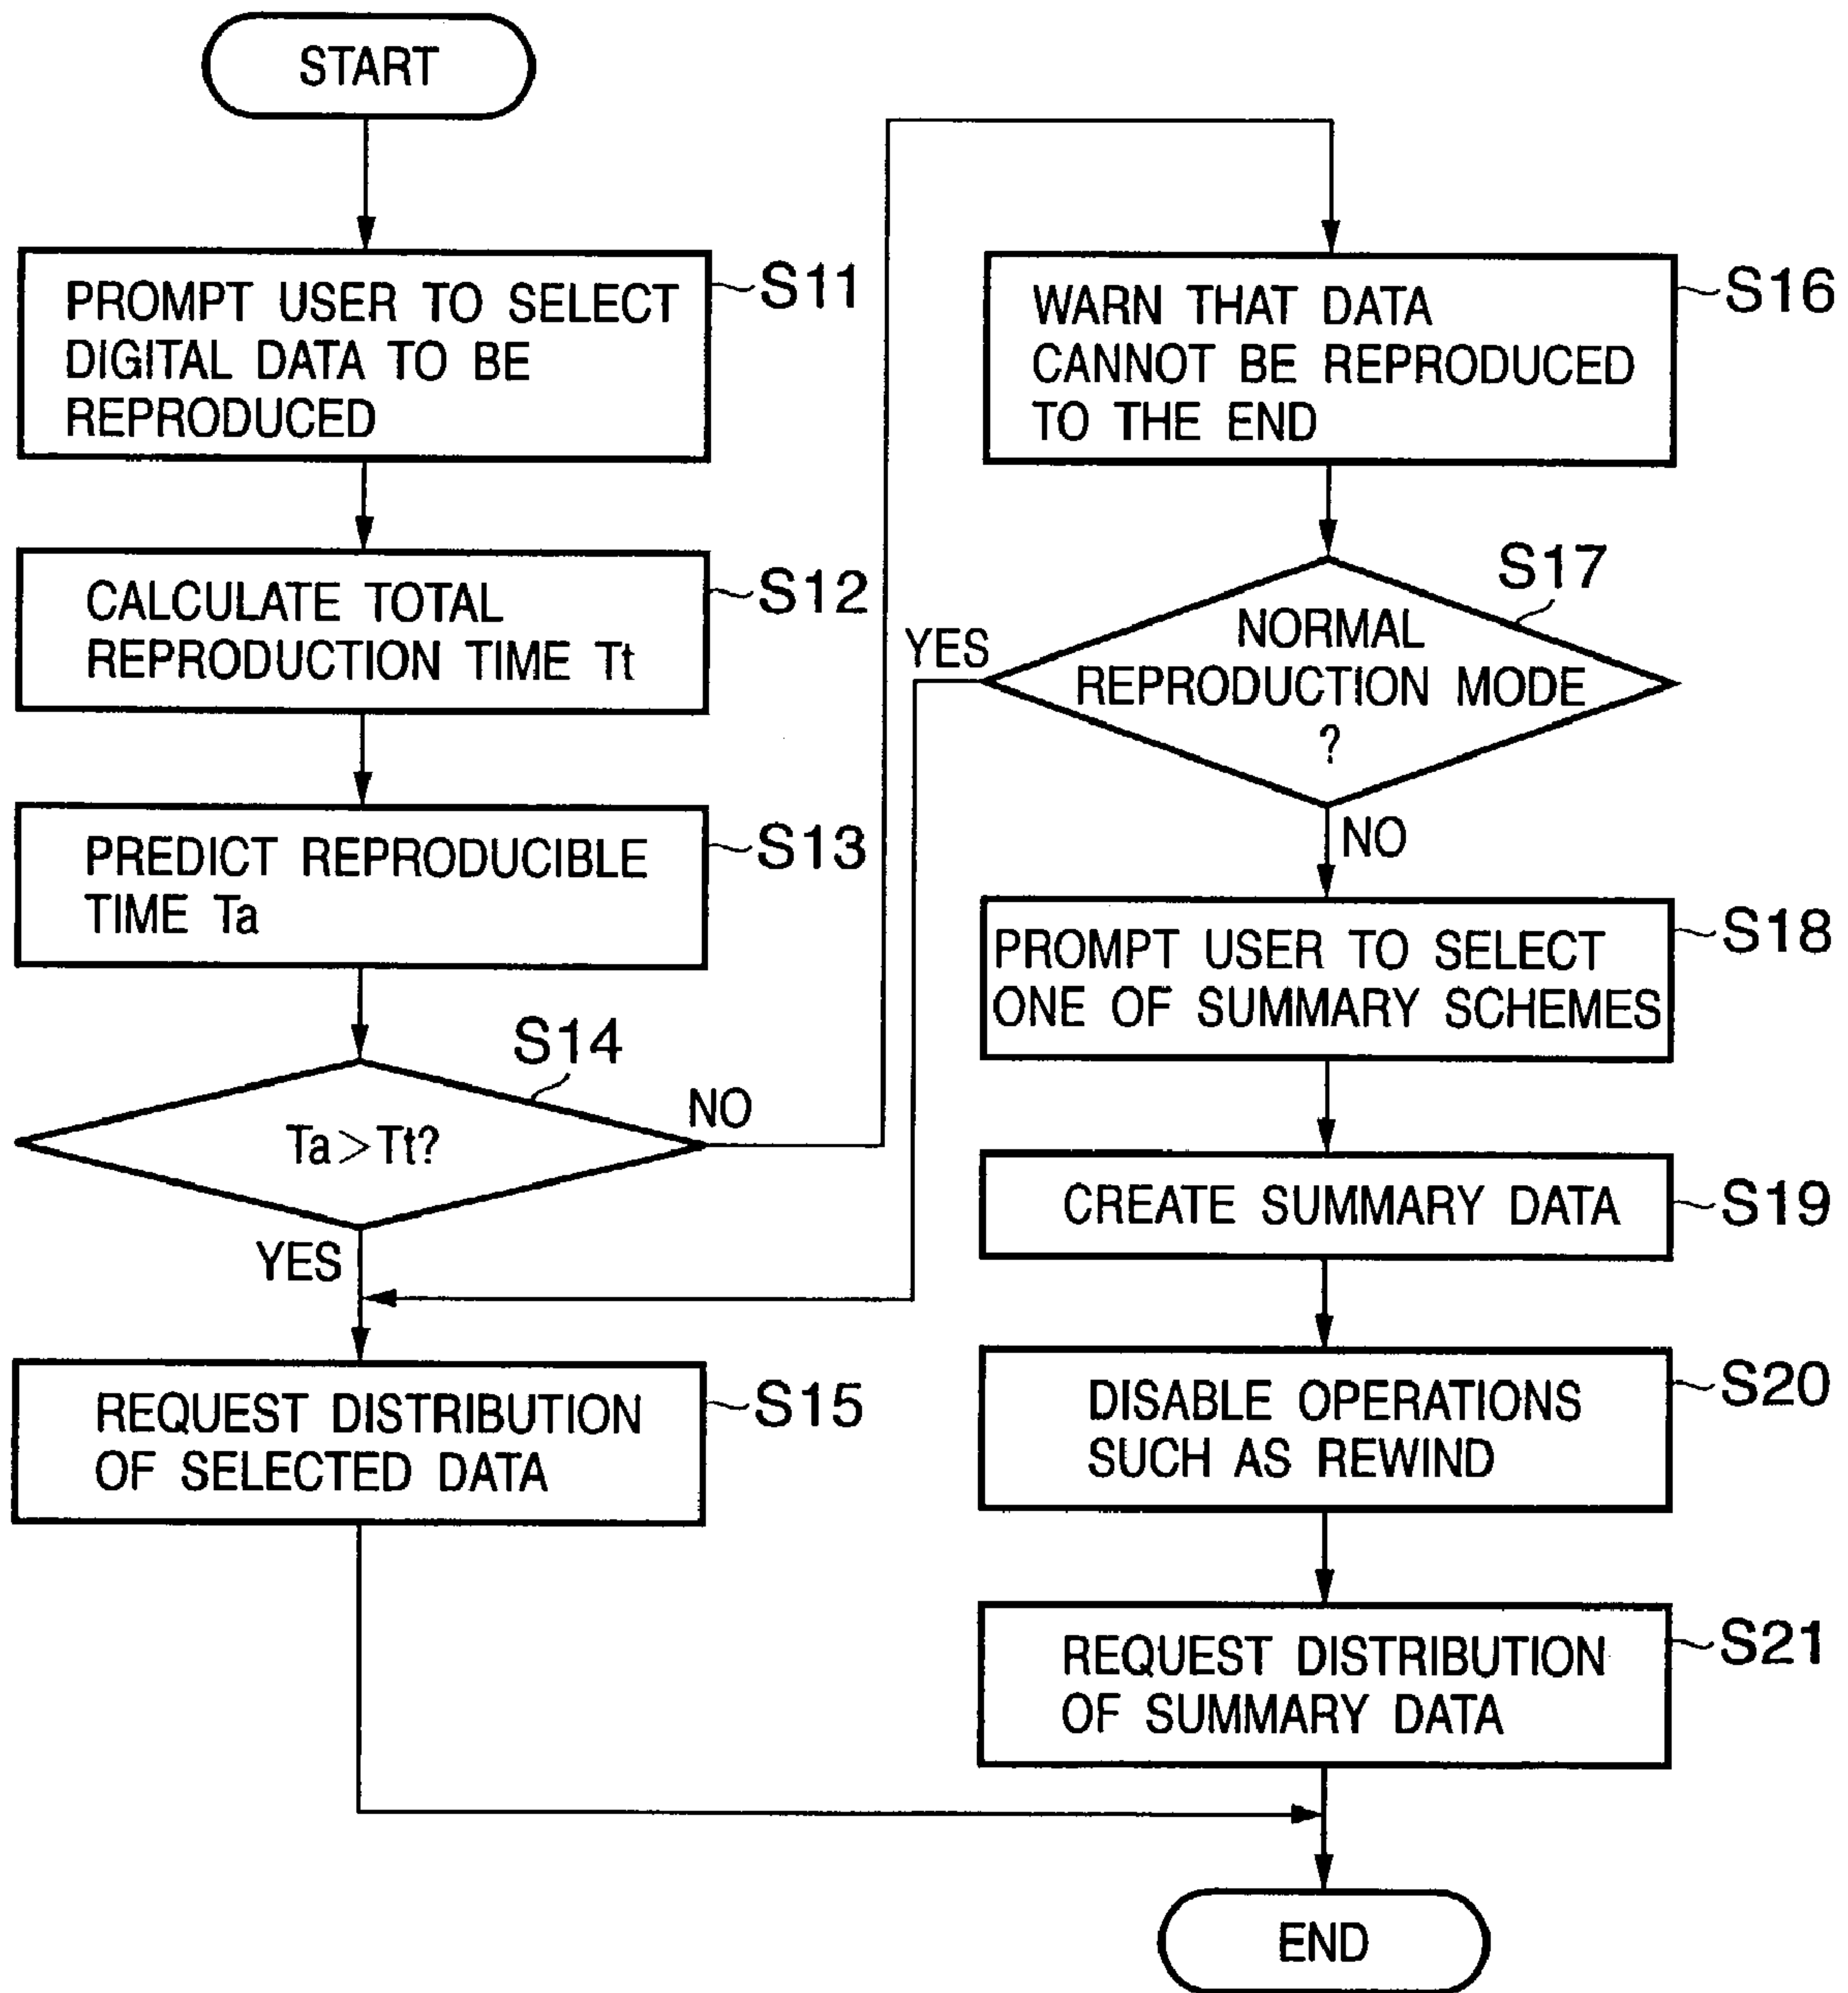 START
PROMPT USER TO SELECT
DIGITAL DATA TO BE
REPRODUCED
S11
CALCULATE TOTAL
REPRODUCTION TIME Tt
S12
PREDICT REPRODUCIBLE
TIME Ta
S13
S14
Ta>Tt?
NO
YES
REQUEST DISTRIBUTION
OF SELECTED DATA
S15
WARN THAT DATA
CANNOT BE REPRODUCED
TO THE END
S16
S17
NORMAL
REPRODUCTION MODE
?
YES
NO
PROMPT USER TO SELECT
ONE OF SUMMARY SCHEMES
S18
CREATE SUMMARY DATA
S19
DISABLE OPERATIONS
SUCH AS REWIND
S20
REQUEST DISTRIBUTION
OF SUMMARY DATA
S21
END